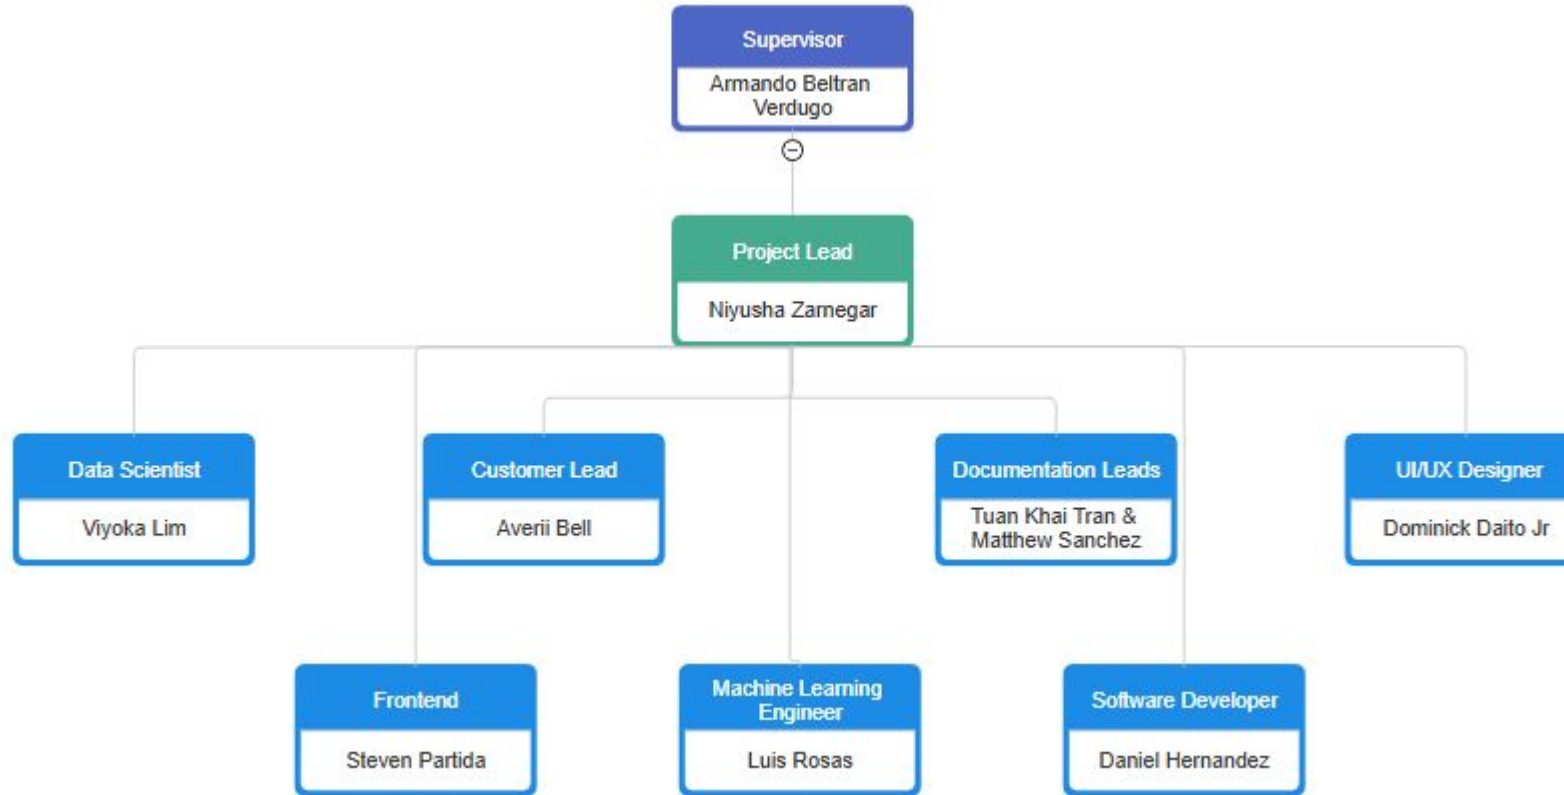 Supervisor
Armando Beltran
Verdugo
Project Lead
Niyusha Zarnegar
Data Scientist
Viyoka Lim
Customer Lead
Averii Bell
Documentation Leads
Tuan Khai Tran &
Matthew Sanchez
UI/UX Designer
Dominick Daito Jr
Frontend
Steven Partida
Machine Learning
Engineer
Luis Rosas
Software Developer
Daniel Hernandez